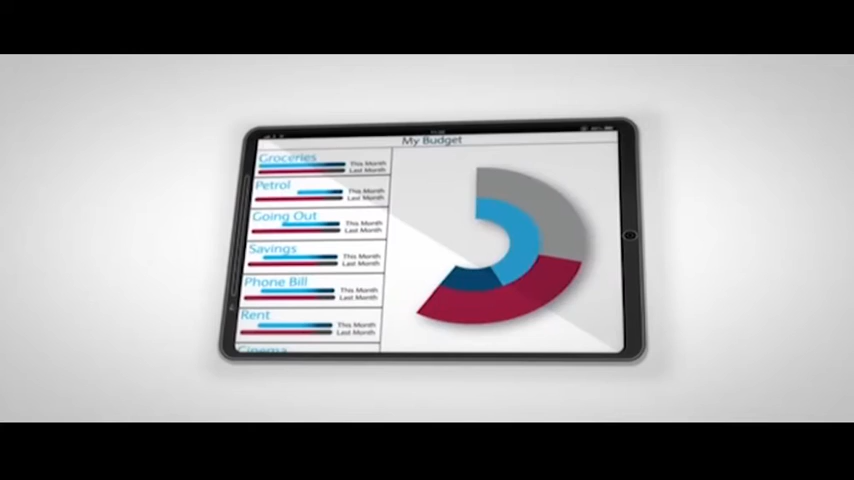 My Budget
Groceries
This Month
Last Month
Petrol
This Month
Last Month
Going Out
This Month
Last Month
Savings
This Month
Last Month
Phone Bill
This Month
Last Month
Rent
This Month
Last Month
Cinema